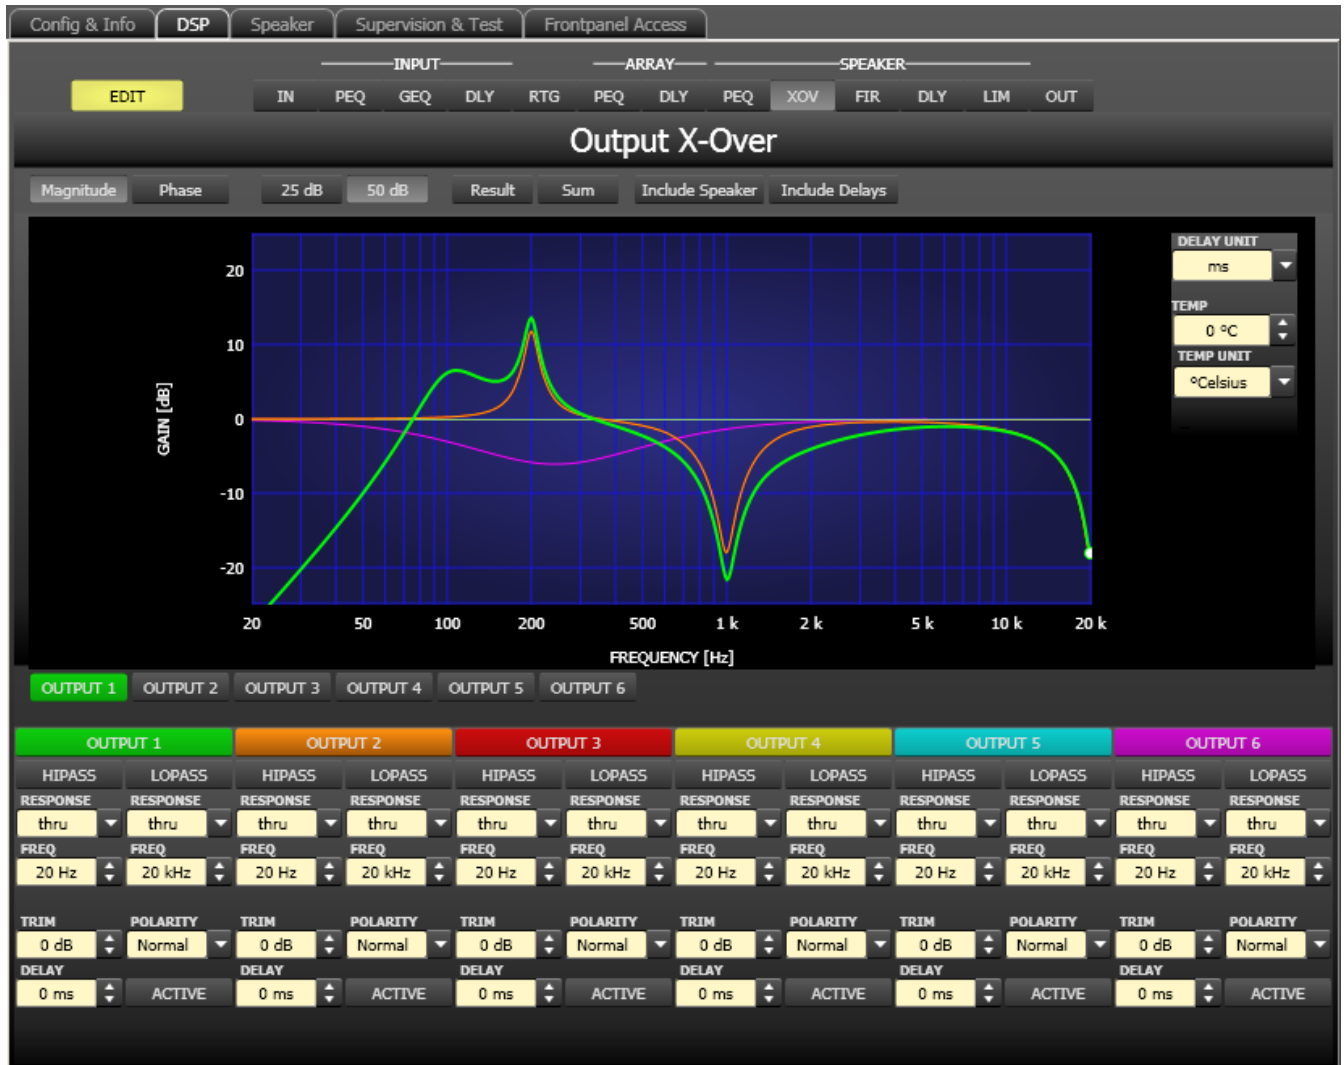 Config & Info DSP Speaker Supervision & Test Frontpanel Access
INPUT ARRAY SPEAKER
EDIT IN PEQ GEQ DLY RTG PEQ DLY PEQ XOV FIR DLY LIM OUT
Output X-Over
Magnitude Phase 25 dB 50 dB Result Sum Include Speaker Include Delays
DELAY UNIT
ms
TEMP
0 °C
TEMP UNIT
°Celsius
20
10
0
-10
-20
GAIN [dB]
20 50 100 200 500 1 k 2 k 5 k 10 k 20 k
FREQUENCY [Hz]
OUTPUT 1 OUTPUT 2 OUTPUT 3 OUTPUT 4 OUTPUT 5 OUTPUT 6
OUTPUT 1 OUTPUT 2 OUTPUT 3 OUTPUT 4 OUTPUT 5 OUTPUT 6
HIPASS LOPASS HIPASS LOPASS HIPASS LOPASS HIPASS LOPASS HIPASS LOPASS HIPASS LOPASS
RESPONSE RESPONSE RESPONSE RESPONSE RESPONSE RESPONSE RESPONSE RESPONSE RESPONSE RESPONSE RESPONSE RESPONSE
thru thru thru thru thru thru thru thru thru thru thru thru
FREQ FREQ FREQ FREQ FREQ FREQ FREQ FREQ FREQ FREQ FREQ FREQ
20 Hz 20 kHz 20 Hz 20 kHz 20 Hz 20 kHz 20 Hz 20 kHz 20 Hz 20 kHz 20 Hz 20 kHz
TRIM POLARITY TRIM POLARITY TRIM POLARITY TRIM POLARITY TRIM POLARITY TRIM POLARITY
0 dB Normal 0 dB Normal 0 dB Normal 0 dB Normal 0 dB Normal 0 dB Normal
DELAY DELAY DELAY DELAY DELAY DELAY
0 ms ACTIVE 0 ms ACTIVE 0 ms ACTIVE 0 ms ACTIVE 0 ms ACTIVE 0 ms ACTIVE